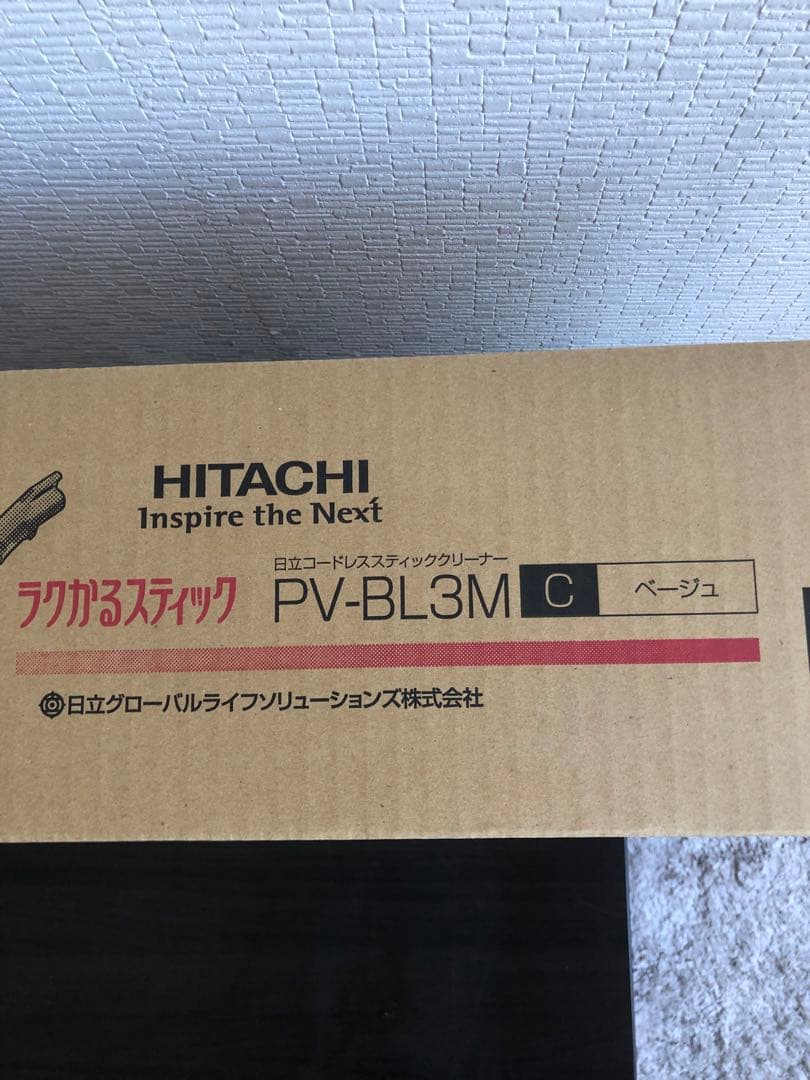 HITACHI
Inspire the Next
日立コードレススティッククリーナー
ラクかるスティック PV-BL3M C ベージュ
日立グローバルライフソリューションズ株式会社